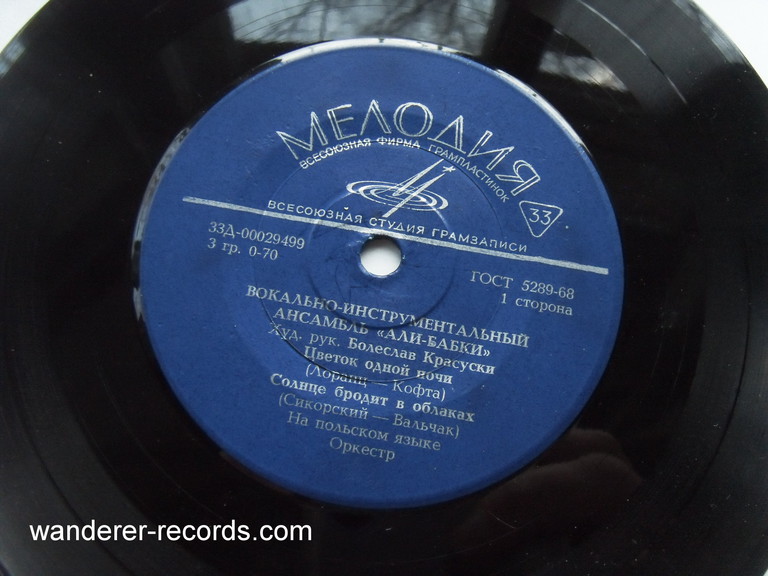 МЕЛОДИЯ
ВСЕСОЮЗНАЯ ФИРМА ГРАМПЛАСТИНОК
33
ВСЕСОЮЗНАЯ СТУДИЯ ГРАМЗАПИСИ
33Д-00029499
3 гр. 0-70
ГОСТ 5289-68
1 сторона
ВОКАЛЬНО-ИНСТРУМЕНТАЛЬНЫЙ
АНСАМБЛЬ «АЛИ-БАБКИ»
Худ. рук. Болеслав Красуски
Цветок одной ночи
(Лоранц — Кофта)
Солнце бродит в облаках
(Сикорский — Вальчак)
На польском языке
Оркестр
wanderer-records.com